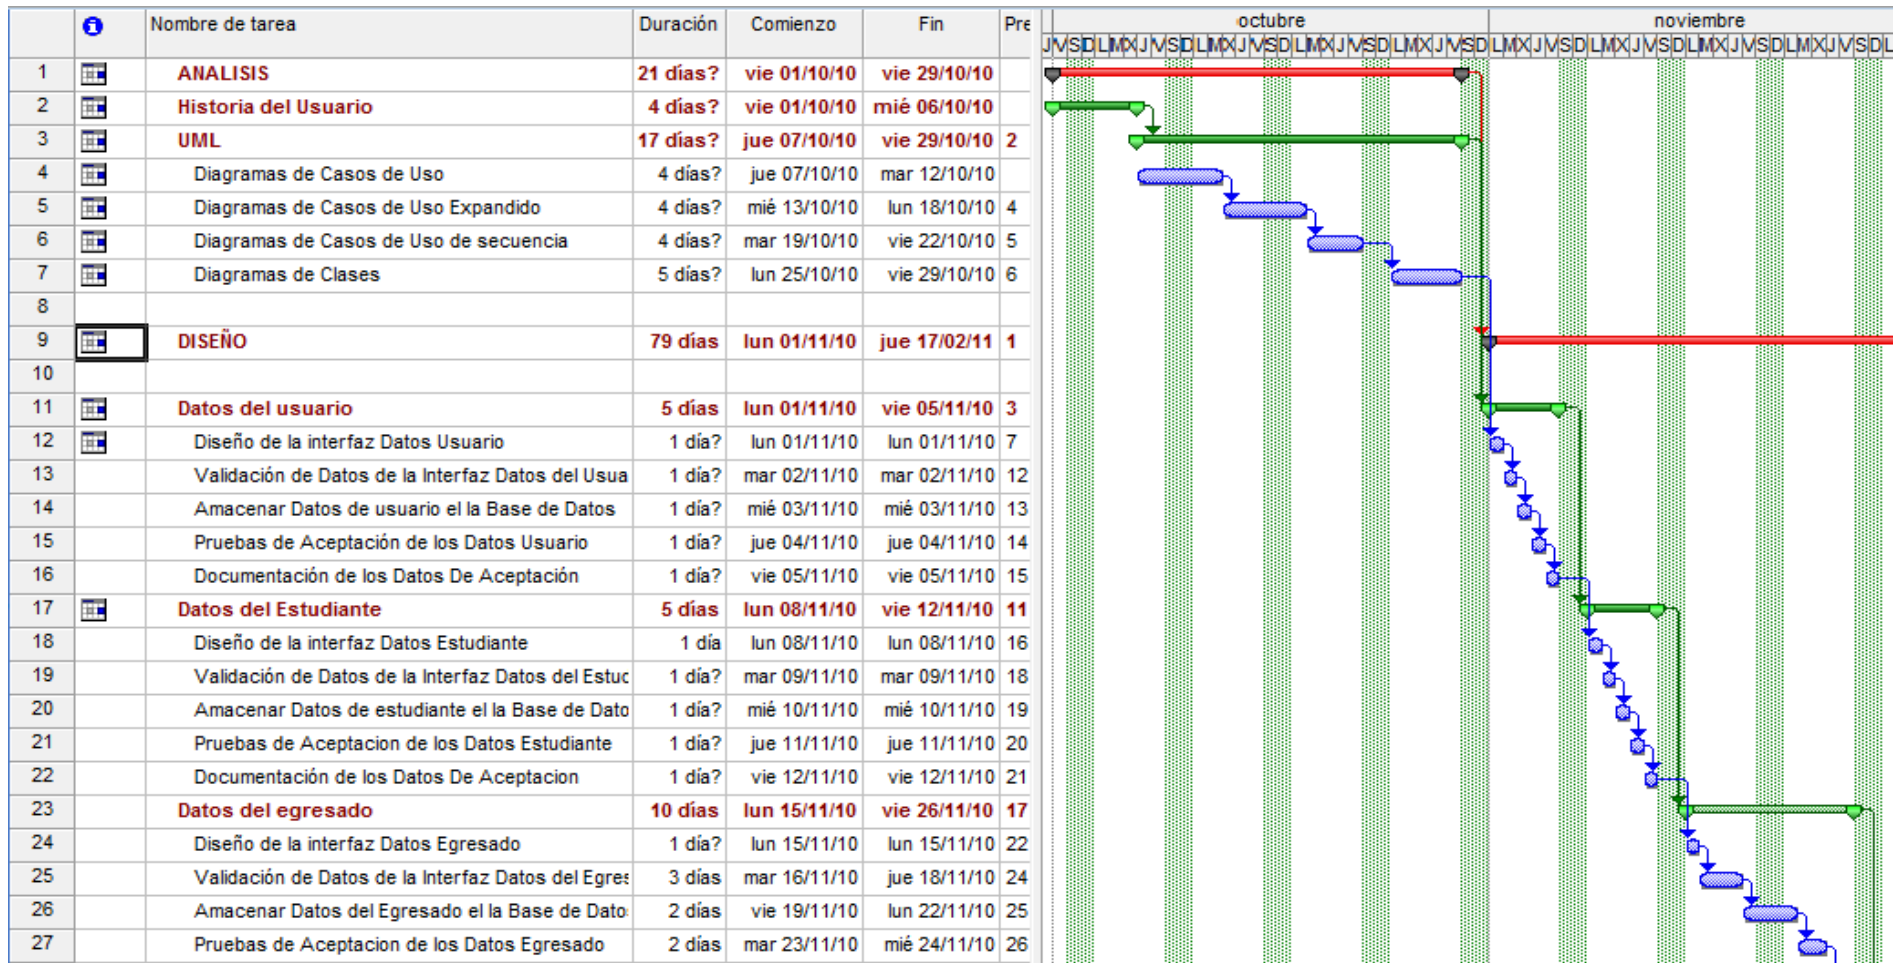 Nombre de tarea Duración Comienzo Fin Pre octubre noviembre
J V S D L M X J V S D L M X J V S D L M X J V S D L M X J V S D L M X J V S D L M X J V S D L M X J V S D L M X J V S D L
1 ANALISIS 21 días? vie 01/10/10 vie 29/10/10
2 Historia del Usuario 4 días? vie 01/10/10 mié 06/10/10
3 UML 17 días? jue 07/10/10 vie 29/10/10 2
4 Diagramas de Casos de Uso 4 días? jue 07/10/10 mar 12/10/10
5 Diagramas de Casos de Uso Expandido 4 días? mié 13/10/10 lun 18/10/10 4
6 Diagramas de Casos de Uso de secuencia 4 días? mar 19/10/10 vie 22/10/10 5
7 Diagramas de Clases 5 días? lun 25/10/10 vie 29/10/10 6
8
9 DISEÑO 79 días lun 01/11/10 jue 17/02/11 1
10
11 Datos del usuario 5 días lun 01/11/10 vie 05/11/10 3
12 Diseño de la interfaz Datos Usuario 1 día? lun 01/11/10 lun 01/11/10 7
13 Validación de Datos de la Interfaz Datos del Usua 1 día? mar 02/11/10 mar 02/11/10 12
14 Amacenar Datos de usuario el la Base de Datos 1 día? mié 03/11/10 mié 03/11/10 13
15 Pruebas de Aceptación de los Datos Usuario 1 día? jue 04/11/10 jue 04/11/10 14
16 Documentación de los Datos De Aceptación 1 día? vie 05/11/10 vie 05/11/10 15
17 Datos del Estudiante 5 días lun 08/11/10 vie 12/11/10 11
18 Diseño de la interfaz Datos Estudiante 1 día lun 08/11/10 lun 08/11/10 16
19 Validación de Datos de la Interfaz Datos del Estuc 1 día? mar 09/11/10 mar 09/11/10 18
20 Amacenar Datos de estudiante el la Base de Dato 1 día? mié 10/11/10 mié 10/11/10 19
21 Pruebas de Aceptacion de los Datos Estudiante 1 día? jue 11/11/10 jue 11/11/10 20
22 Documentación de los Datos De Aceptacion 1 día? vie 12/11/10 vie 12/11/10 21
23 Datos del egresado 10 días lun 15/11/10 vie 26/11/10 17
24 Diseño de la interfaz Datos Egresado 1 día? lun 15/11/10 lun 15/11/10 22
25 Validación de Datos de la Interfaz Datos del Egres 3 días mar 16/11/10 jue 18/11/10 24
26 Amacenar Datos del Egresado el la Base de Dato 2 días vie 19/11/10 lun 22/11/10 25
27 Pruebas de Aceptacion de los Datos Egresado 2 días mar 23/11/10 mié 24/11/10 26